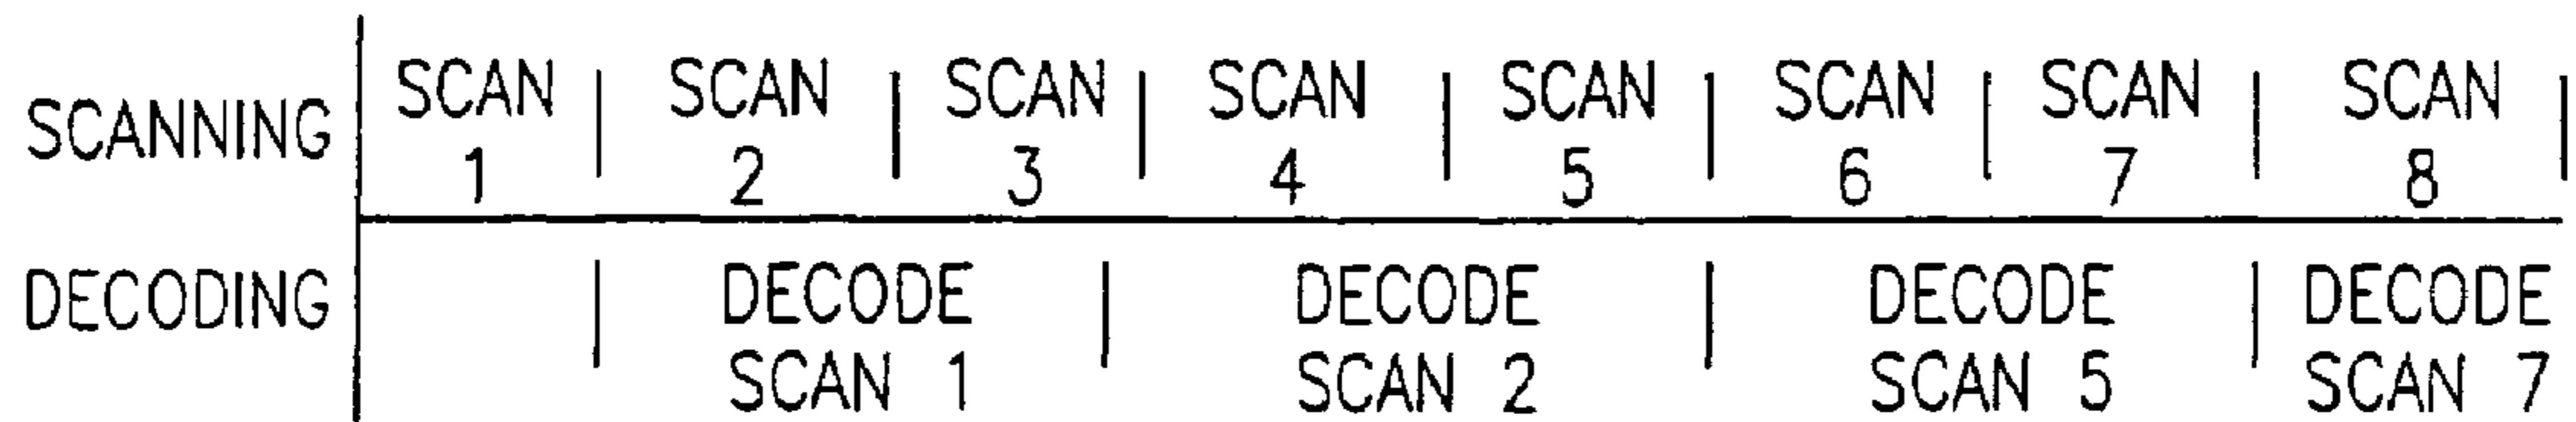 SCAN SCAN SCAN SCAN SCAN SCAN SCAN SCAN
SCANNING
1 2 3 4 5 6 7 8
DECODING
DECODE DECODE DECODE DECODE
SCAN 1 SCAN 2 SCAN 5 SCAN 7